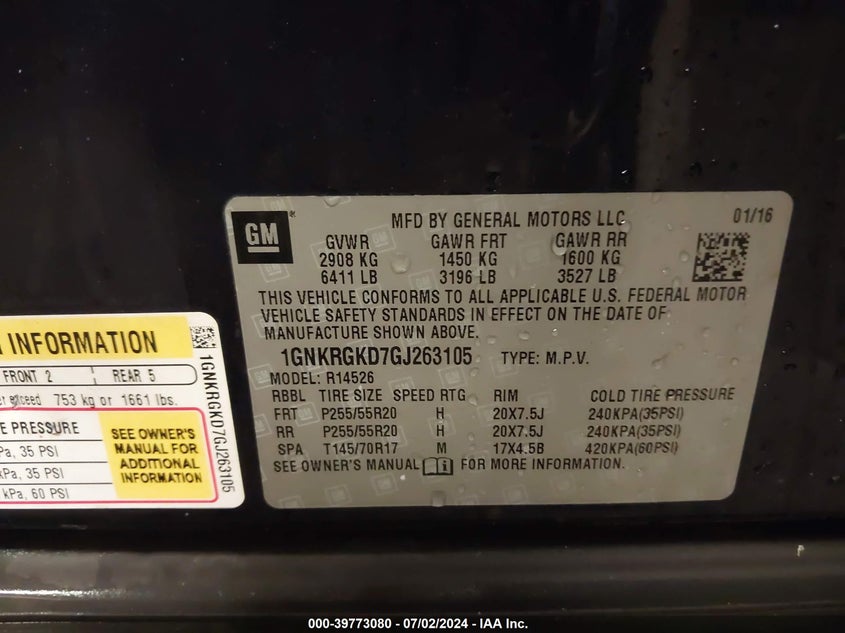 GM
MFD BY GENERAL MOTORS LLC 01/16
GVWR GAWR FRT GAWR RR
2908 KG 1450 KG 1600 KG
6411 LB 3196 LB 3527 LB
THIS VEHICLE CONFORMS TO ALL APPLICABLE U.S. FEDERAL MOTOR
VEHICLE SAFETY STANDARDS IN EFFECT ON THE DATE OF
MANUFACTURE SHOWN ABOVE.
1GNKRGKD7GJ263105 TYPE: M.P.V.
MODEL: R14526
RBBL TIRE SIZE SPEED RTG RIM COLD TIRE PRESSURE
FRT P255/55R20 H 20X7.5J 240KPA(35PSI)
RR P255/55R20 H 20X7.5J 240KPA(35PSI)
SPA T145/70R17 M 17X4.5B 420KPA(60PSI)
SEE OWNER'S MANUAL FOR MORE INFORMATION.
INFORMATION
FRONT 2 REAR 5
exceed 753 kg or 1661 lbs.
PRESSURE
kPa, 35 PSI
kPa, 35 PSI
kPa, 60 PSI
SEE OWNER'S
MANUAL FOR
ADDITIONAL
INFORMATION
1GNKRGKD7GJ263105
000-39773080 - 07/02/2024 - IAA Inc.